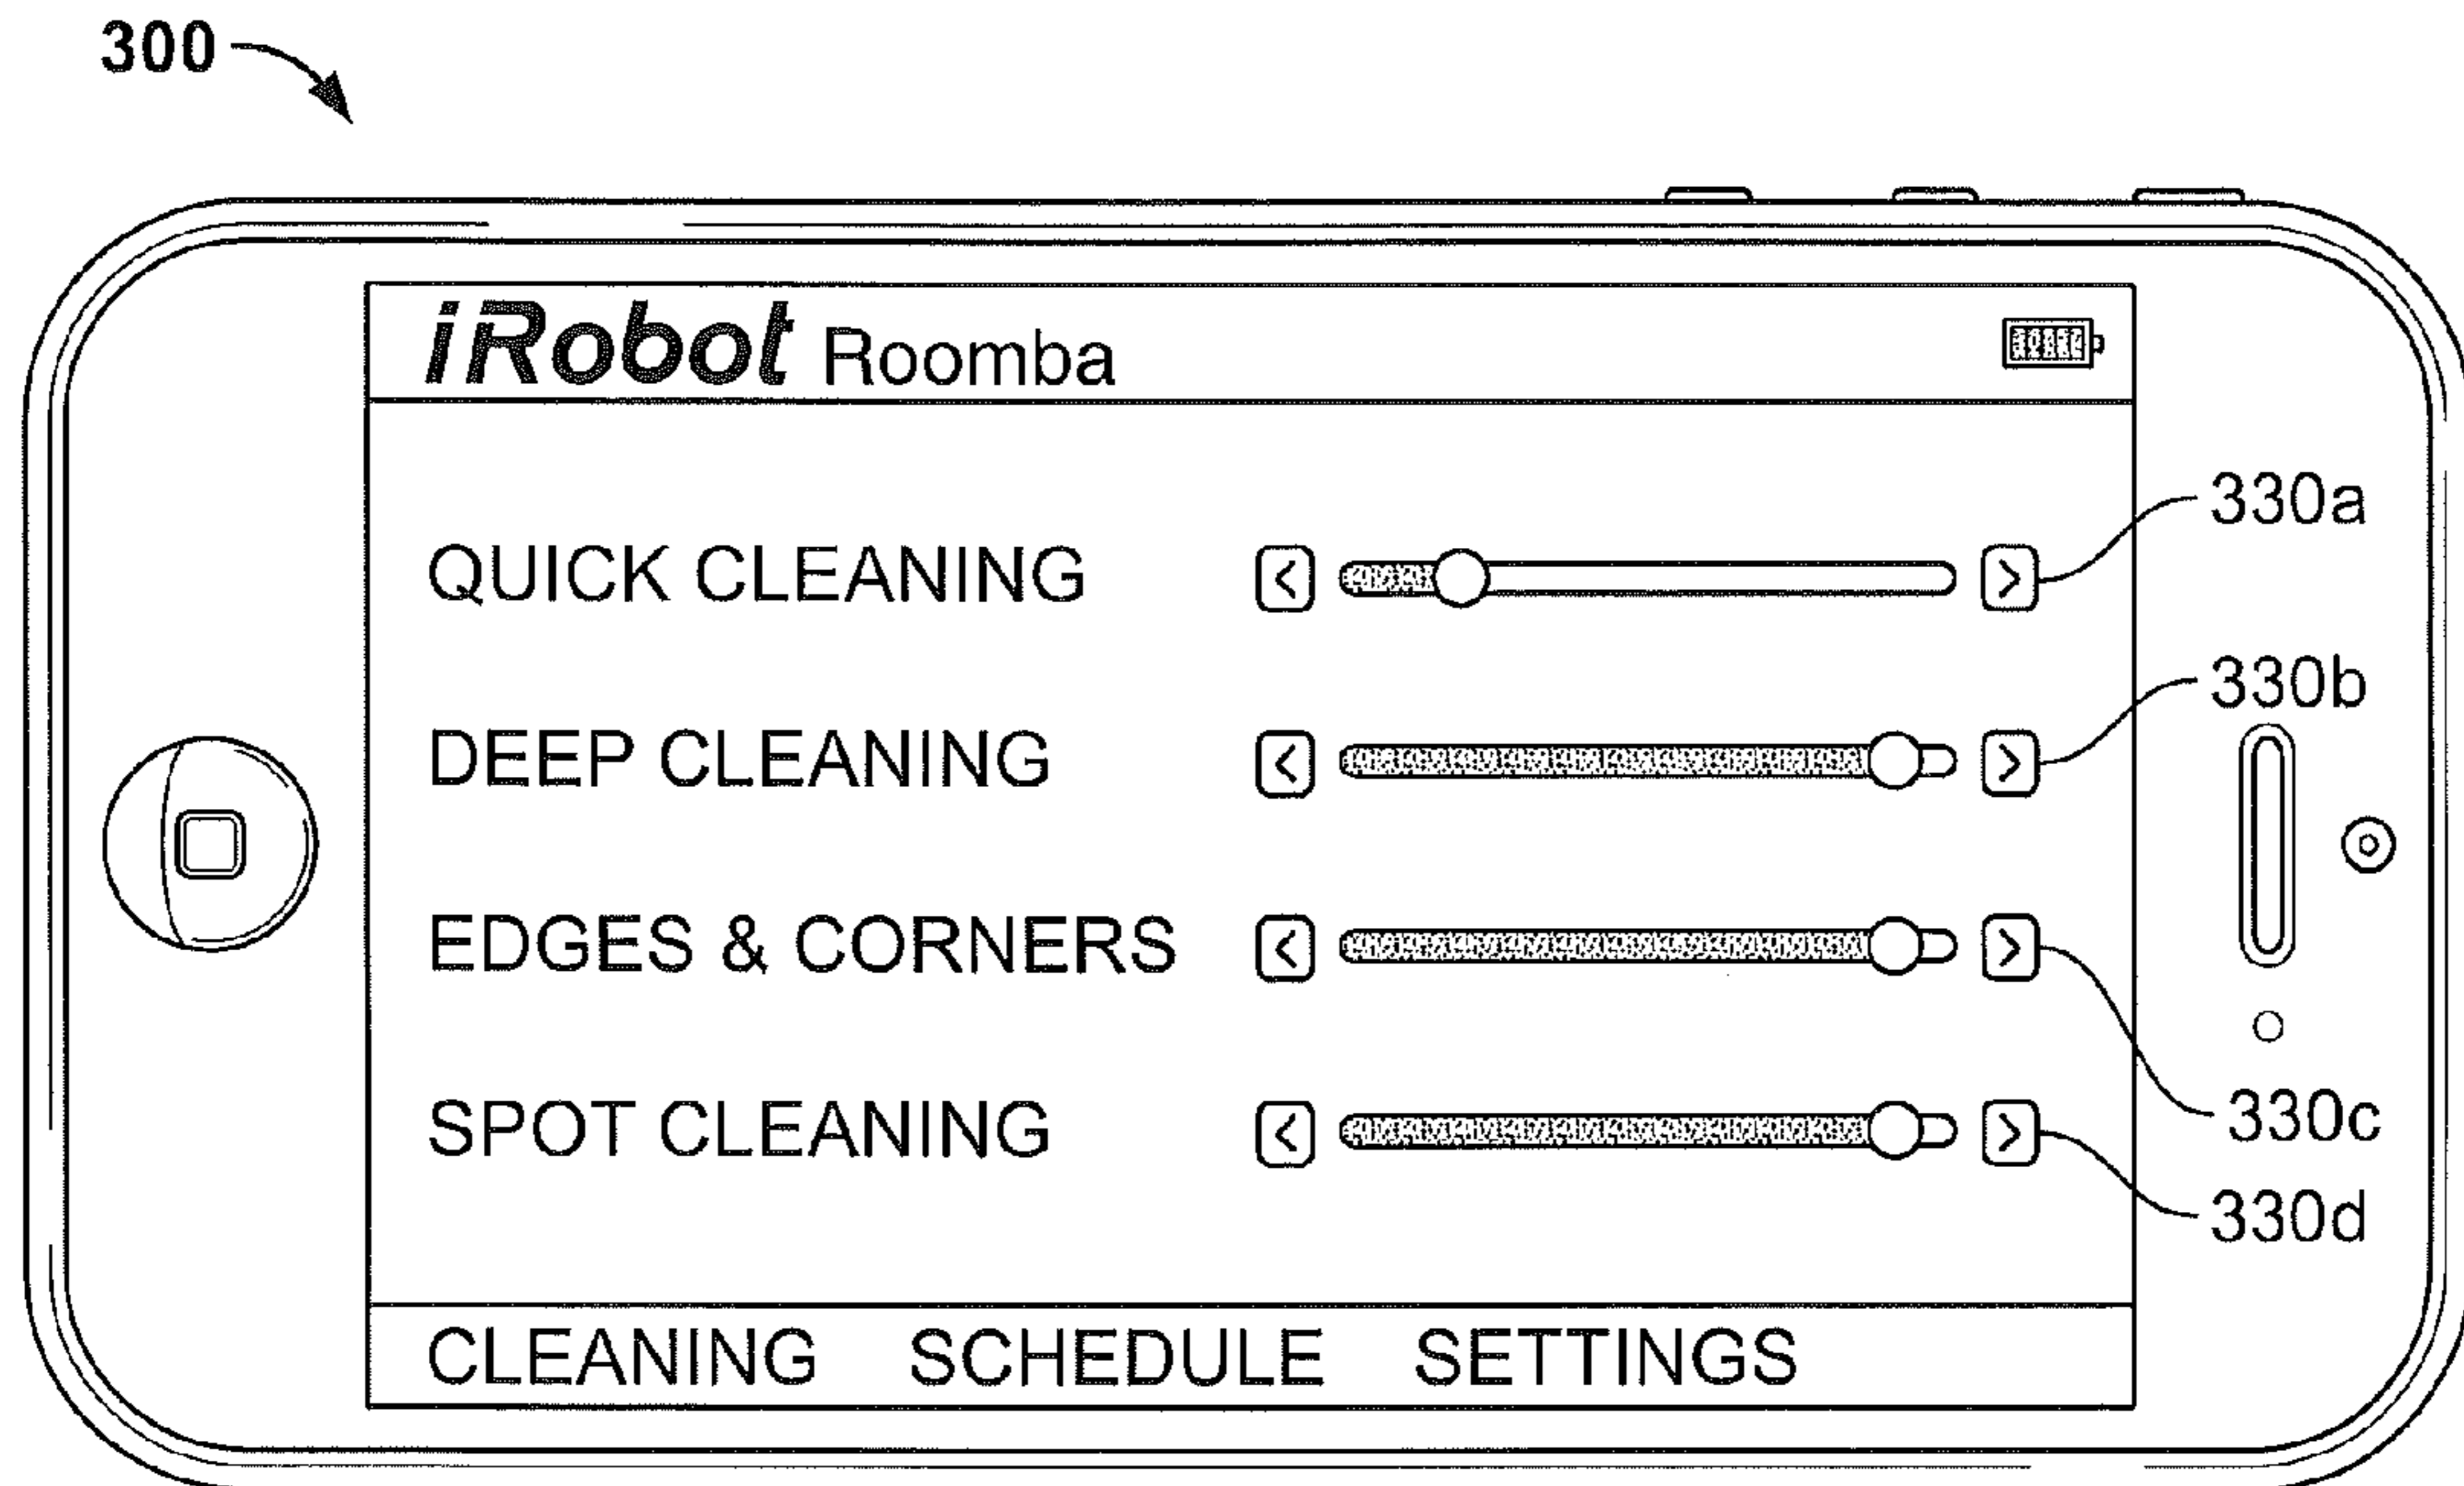 300
iRobot Roomba
330a
QUICK CLEANING < >
330b
DEEP CLEANING < >
EDGES & CORNERS < >
330c
SPOT CLEANING < >
330d
CLEANING SCHEDULE SETTINGS